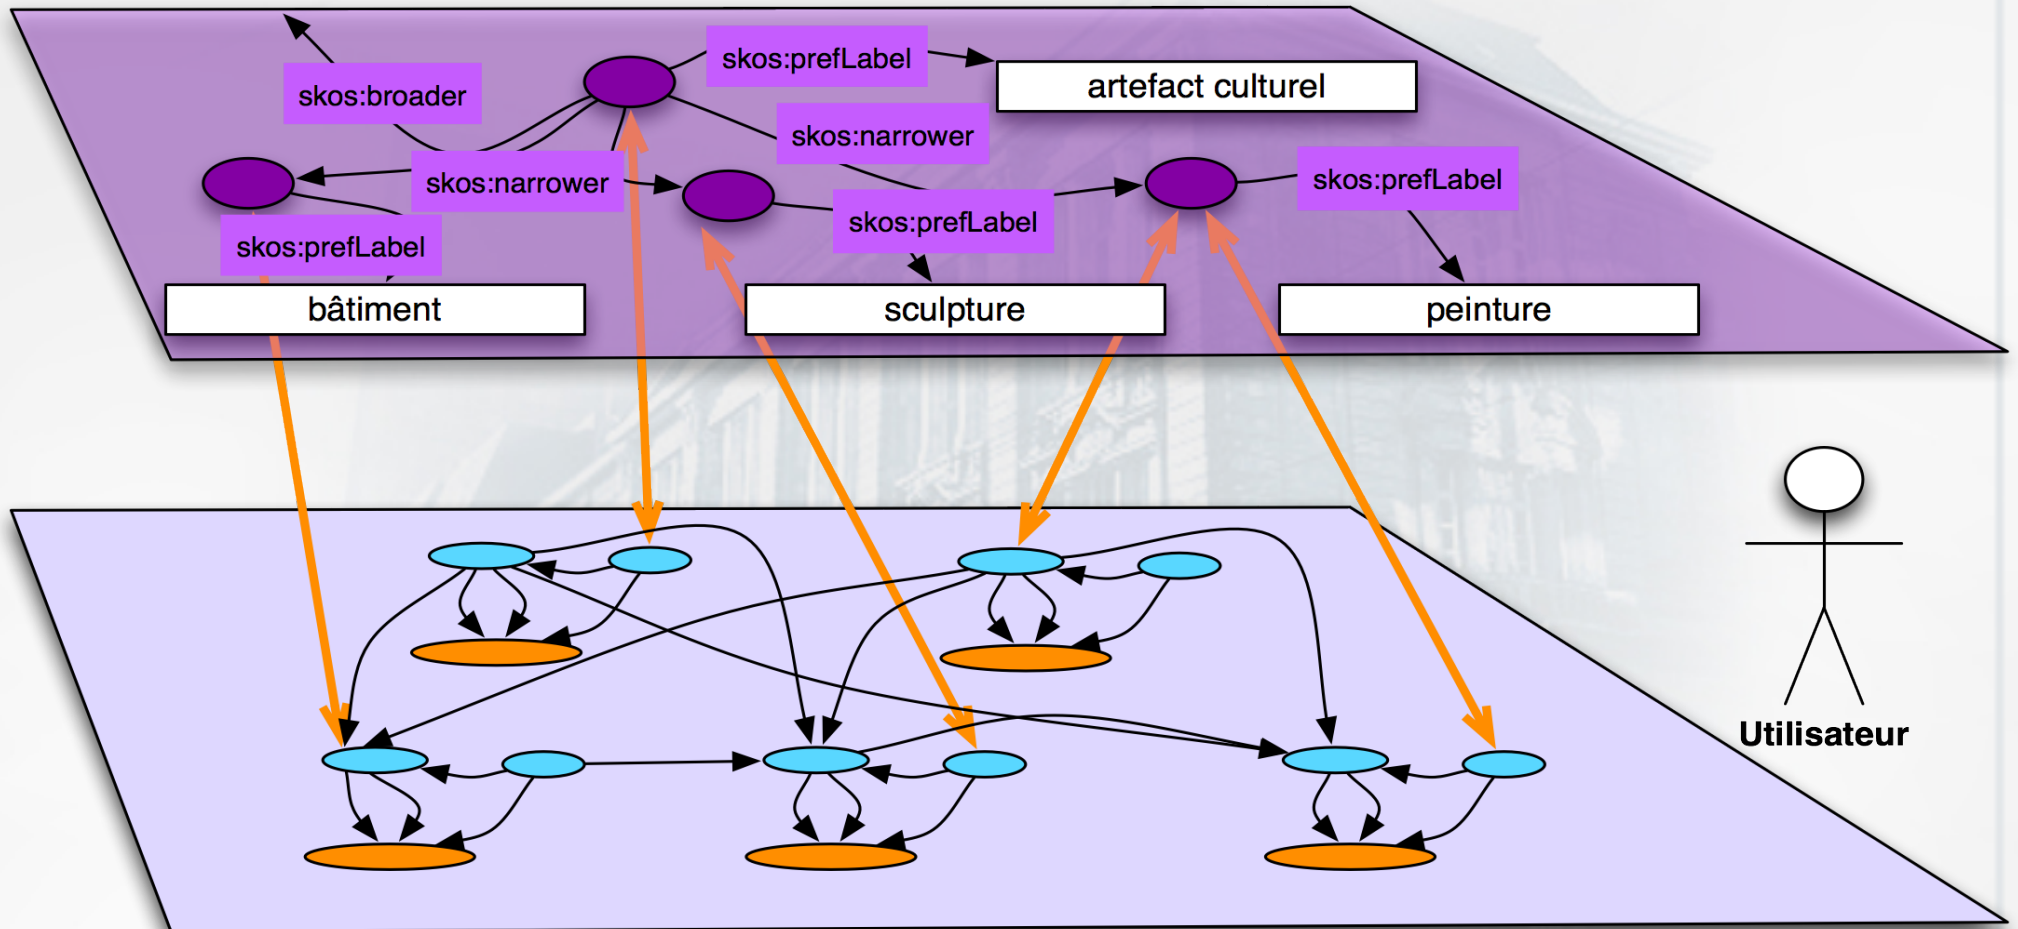 skos:prefLabel
artefact culturel
skos:broader
skos:narrower
skos:narrower
skos:prefLabel
skos:prefLabel
skos:prefLabel
bâtiment
sculpture
peinture
Utilisateur